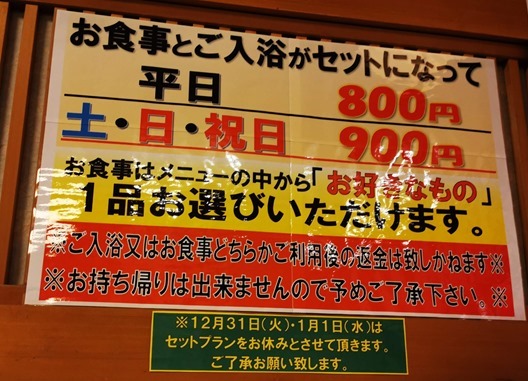 お食事とご入浴がセットになって
平日 800円
土・日・祝日 900円
お食事はメニューの中から「お好きなもの」
1品お選びいただけます。
※ご入浴又はお食事どちらかご利用後の返金は致しかねます※
※お持ち帰りは出来ませんので予めご了承下さい。※
※12月31日(火)・1月1日(水)は
セットプランをお休みとさせて頂きます。
ご了承お願い致します。